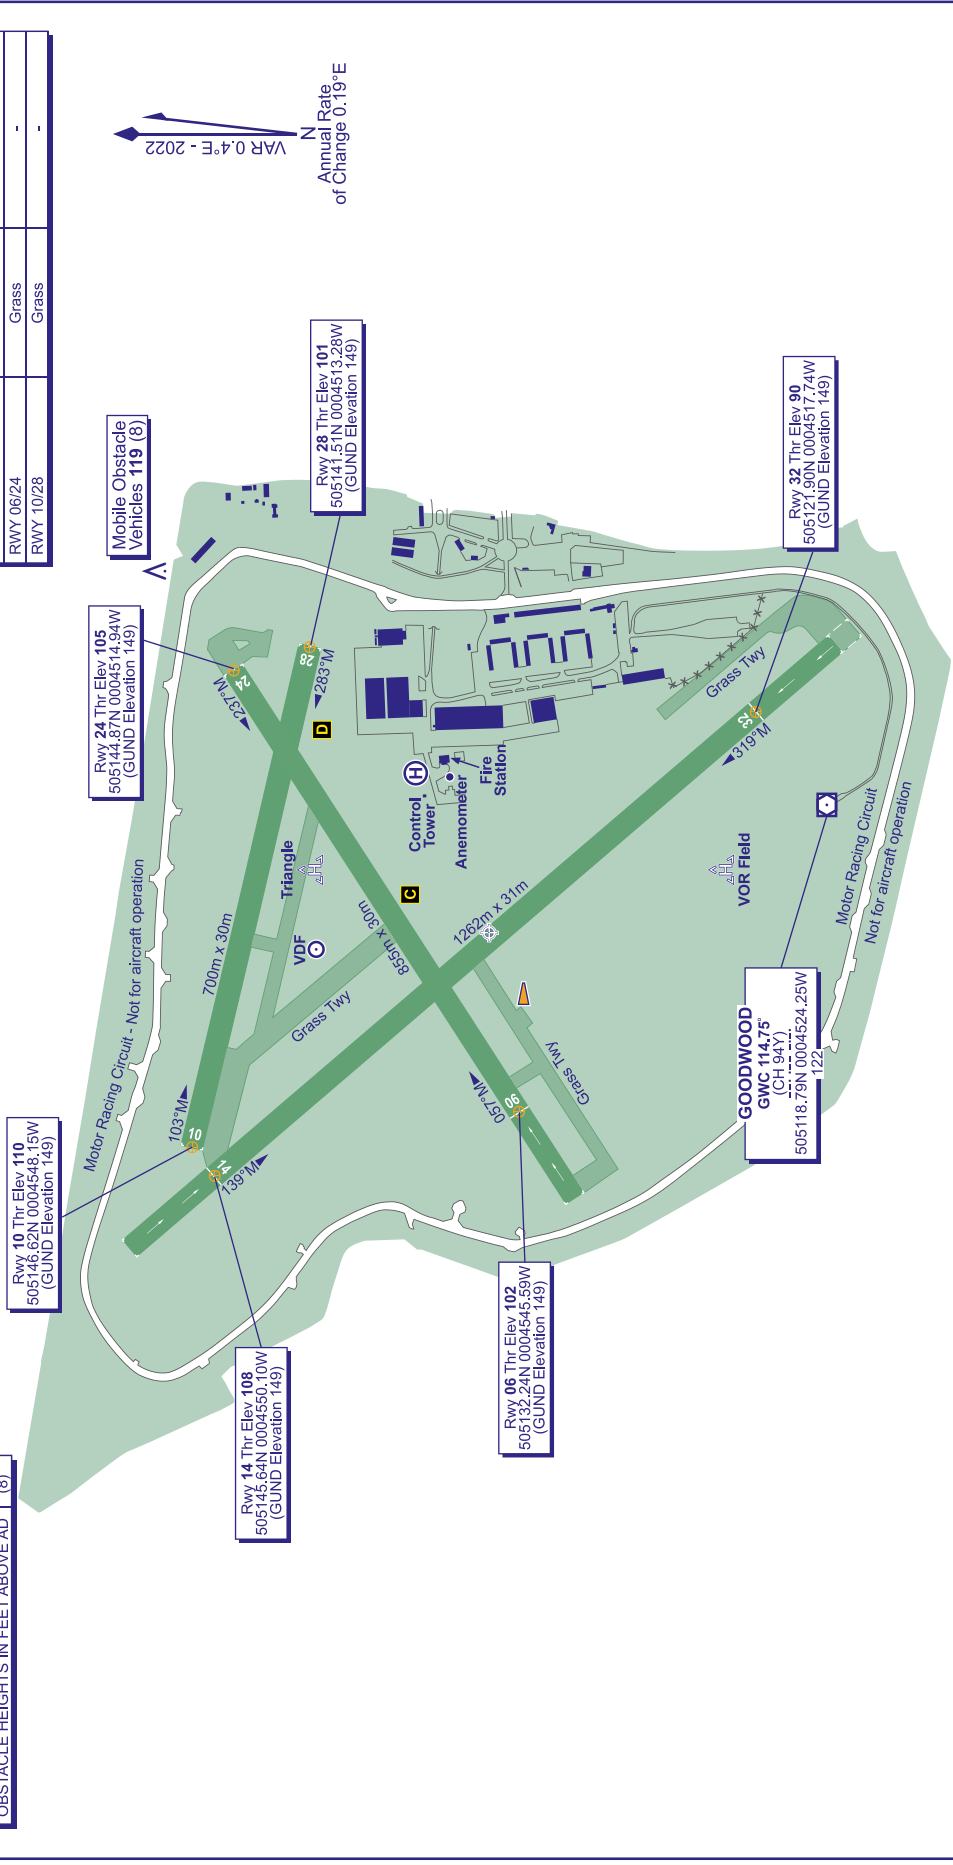 RWY 06/24 Grass -
RWY 10/28 Grass -
OBSTACLE HEIGHTS IN FEET ABOVE AD (8)
VAR 0.4°E - 2022
N
Annual Rate
of Change 0.19°E
Mobile Obstacle
Vehicles 119 (8)
Rwy 10 Thr Elev 110
505146.62N 0004548.15W
(GUND Elevation 149)
Rwy 24 Thr Elev 105
505144.87N 0004514.94W
(GUND Elevation 149)
Rwy 28 Thr Elev 101
505141.51N 0004513.28W
(GUND Elevation 149)
Rwy 14 Thr Elev 108
505145.64N 0004550.10W
(GUND Elevation 149)
Rwy 06 Thr Elev 102
505132.24N 0004545.59W
(GUND Elevation 149)
Rwy 32 Thr Elev 90
505121.90N 0004517.74W
(GUND Elevation 149)
GOODWOOD
GWC 114.75°
(CH 94Y)
505118.79N 0004524.25W
122
Motor Racing Circuit - Not for aircraft operation
103°M
10
14
139°M
700m x 30m
Grass Twy
VDF
Triangle
H
237°M
24
28
283°M
D
C
H
Control
Tower
Anemometer
Fire
Station
855m x 30m
1262m x 31m
057°M
06
Grass Twy
Grass Twy
32
319°M
H
VOR Field
Motor Racing Circuit
Not for aircraft operation